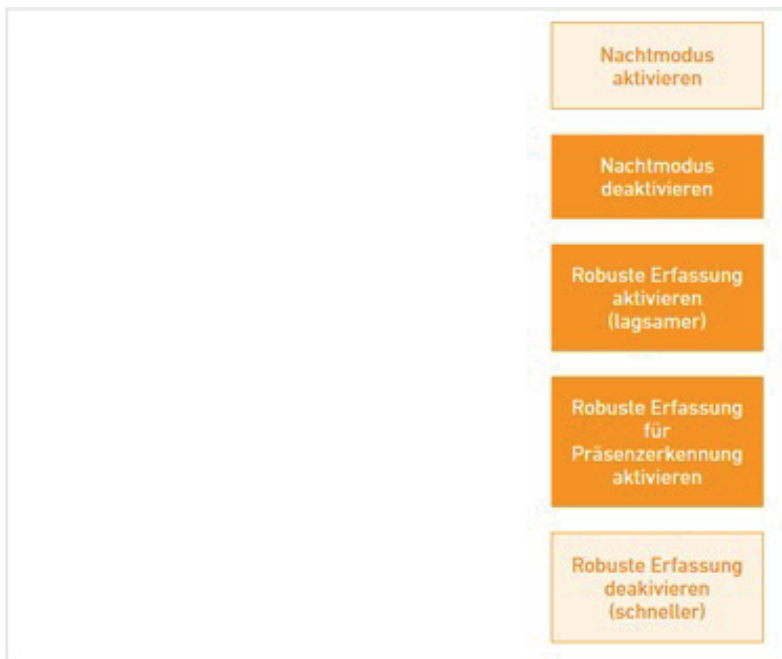 Nachtmodus
aktivieren
Nachtmodus
deaktivieren
Robuste Erfassung
aktivieren
(lagsamer)
Robuste Erfassung
für
Präsenzerkennung
aktivieren
Robuste Erfassung
deakivieren
(schneller)